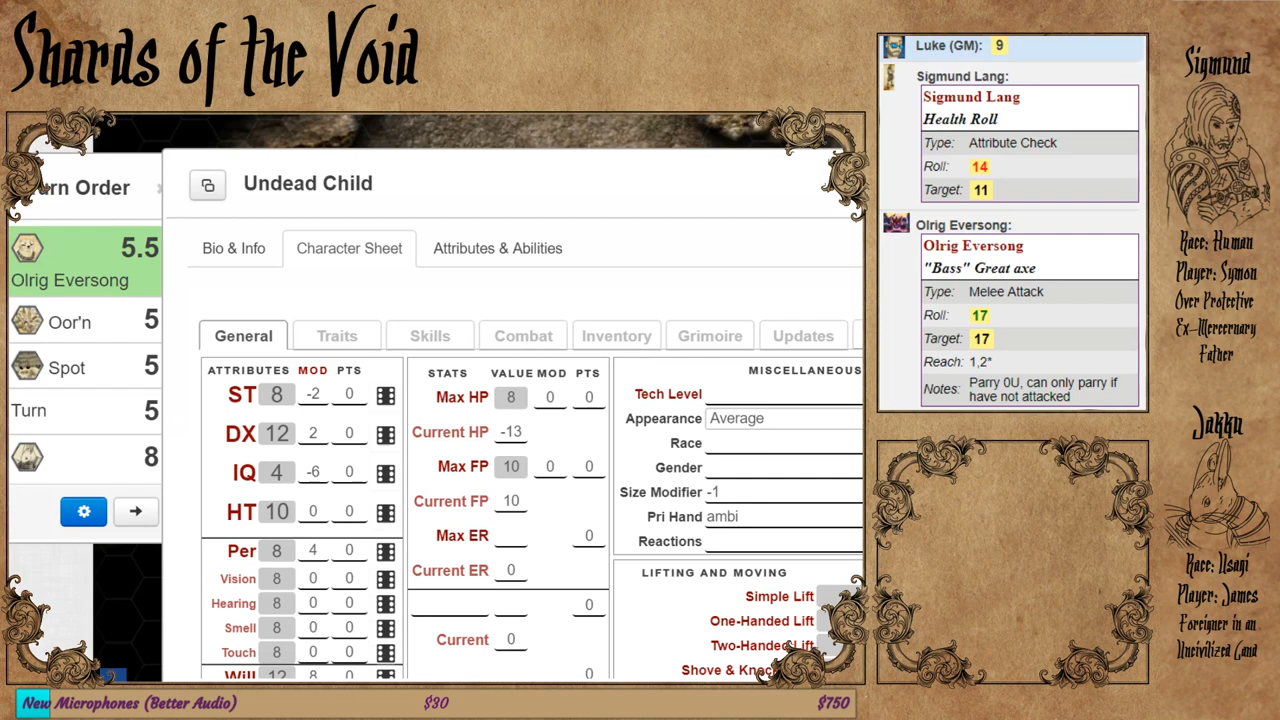 Shards of the Void
urn Order
5.5
Olrig Eversong
Oor'n 5
Spot 5
Turn 5
8
Undead Child
Bio & Info Character Sheet Attributes & Abilities
General Traits Skills Combat Inventory Grimoire Updates
ATTRIBUTES MOD PTS
ST 8 -2 0
DX 12 2 0
IQ 4 -6 0
HT 10 0 0
Per 8 4 0
Vision 8 0 0
Hearing 8 0 0
Smell 8 0 0
Touch 8 0 0
Will 12 8 0
STATS VALUE MOD PTS
Max HP 8 0 0
Current HP -13
Max FP 10 0 0
Current FP 10
Max ER 0
Current ER 0
0
Current 0
0
MISCELLANEOUS
Tech Level
Appearance Average
Race
Gender
Size Modifier -1
Pri Hand ambi
Reactions
LIFTING AND MOVING
Simple Lift
One-Handed Lift
Two-Handed Lift
Shove &
Luke (GM): 9
Sigmund Lang:
Sigmund Lang
Health Roll
Type: Attribute Check
Roll: 14
Target: 11
Olrig Eversong:
Olrig Eversong
"Bass" Great axe
Type: Melee Attack
Roll: 17
Target: 17
Reach: 1,2*
Notes: Parry 0U, can only parry if
have not attacked
Sigmund
Race: Human
Player: Symon
Over Protective
Ex-Mercernary
Father
Jakku
Race: Usagi
Player: James
Foreigner in an
Uncivilized Land
New Microphones (Better Audio) $30 $750